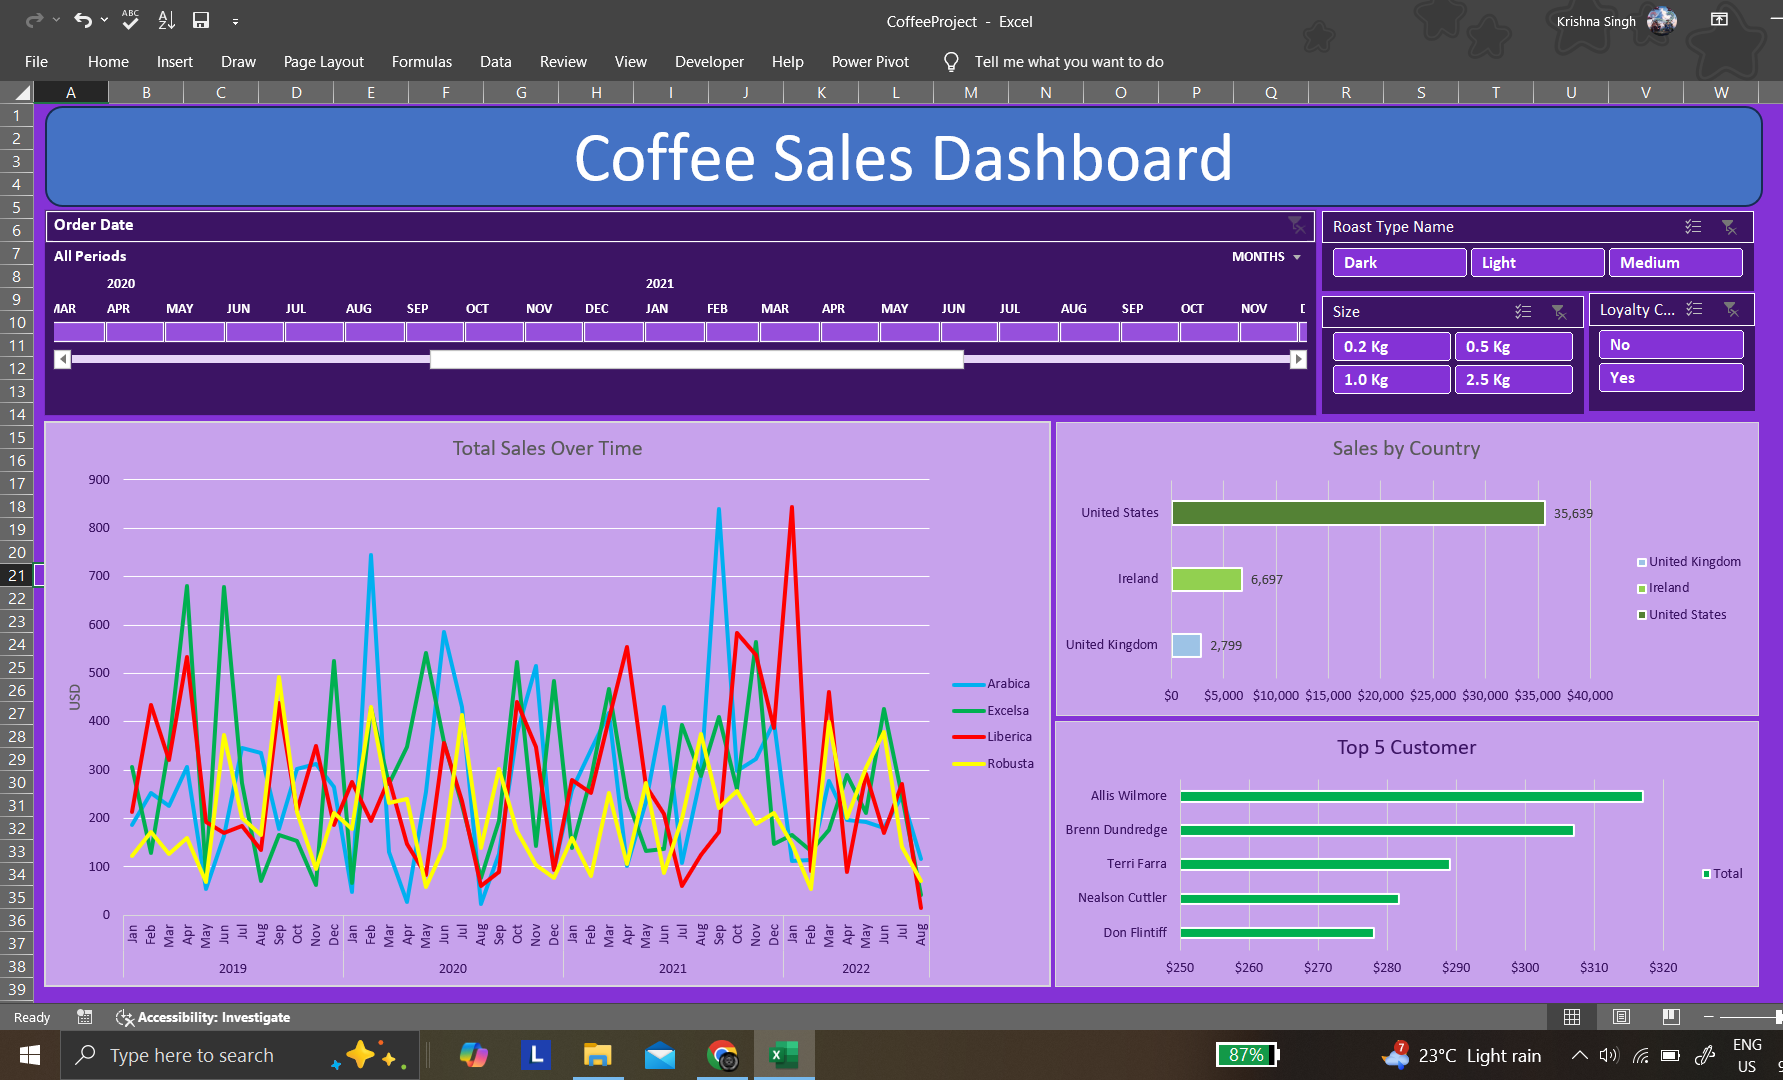 CoffeeProject - Excel
Krishna Singh
File Home Insert Draw Page Layout Formulas Data Review View Developer Help Power Pivot Tell me what you want to do
A B C D E F G H I J K L M N O P Q R S T U V W
1
2
3
4
5
6
7
8
9
10
11
12
13
14
15
16
17
18
19
20
21
22
23
24
25
26
27
28
29
30
31
32
33
34
35
36
37
38
39
Coffee Sales Dashboard
Order Date
All Periods
MONTHS
2020 2021
APR MAY JUN JUL AUG SEP OCT NOV DEC JAN FEB MAR APR MAY JUN JUL AUG SEP OCT NOV
Roast Type Name
Dark Light Medium
Size
0.2 Kg 0.5 Kg
1.0 Kg 2.5 Kg
Loyalty C...
No
Yes
Total Sales Over Time
900
800
700
600
500
400
300
200
100
0
USD
Jan Feb Mar Apr May Jun Jul Aug Sep Oct Nov Dec Jan Feb Mar Apr May Jun Jul Aug Sep Oct Nov Dec Jan Feb Mar Apr May Jun Jul Aug Sep Oct Nov Dec Jan Feb Mar Apr May Jun Jul Aug
2019 2020 2021 2022
Arabica
Excelsa
Liberica
Robusta
Sales by Country
United States 35,639
Ireland 6,697
United Kingdom 2,799
$0 $5,000 $10,000 $15,000 $20,000 $25,000 $30,000 $35,000 $40,000
United Kingdom
Ireland
United States
Top 5 Customer
Allis Wilmore
Brenn Dundredge
Terri Farra
Nealson Cuttler
Don Flintiff
$250 $260 $270 $280 $290 $300 $310 $320
Total
Ready
Accessibility: Investigate
Type here to search
L
87%
7
23°C Light rain
ENG
US